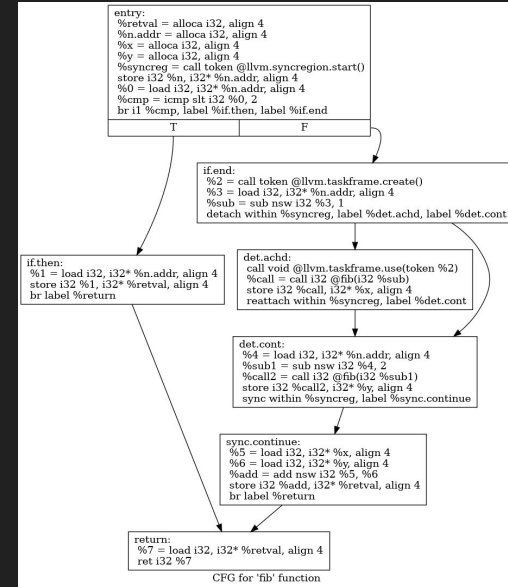 entry:
%retval = alloca i32, align 4
%n.addr = alloca i32, align 4
%x = alloca i32, align 4
%y = alloca i32, align 4
%syncreg = call token @llvm.syncregion.start()
store i32 %n, i32* %n.addr, align 4
%0 = load i32, i32* %n.addr, align 4
%cmp = icmp slt i32 %0, 2
br i1 %cmp, label %if.then, label %if.end
T F
if.end:
%2 = call token @llvm.taskframe.create()
%3 = load i32, i32* %n.addr, align 4
%sub = sub nsw i32 %3, 1
detach within %syncreg, label %det.achd, label %det.cont
if.then:
%1 = load i32, i32* %n.addr, align 4
store i32 %1, i32* %retval, align 4
br label %return
det.achd:
call void @llvm.taskframe.use(token %2)
%call = call i32 @fib(i32 %sub)
store i32 %call, i32* %x, align 4
reattach within %syncreg, label %det.cont
det.cont:
%4 = load i32, i32* %n.addr, align 4
%sub1 = sub nsw i32 %4, 2
%call2 = call i32 @fib(i32 %sub1)
store i32 %call2, i32* %y, align 4
sync within %syncreg, label %sync.continue
sync.continue:
%5 = load i32, i32* %x, align 4
%6 = load i32, i32* %y, align 4
%add = add nsw i32 %5, %6
store i32 %add, i32* %retval, align 4
br label %return
return:
%7 = load i32, i32* %retval, align 4
ret i32 %7
CFG for 'fib' function